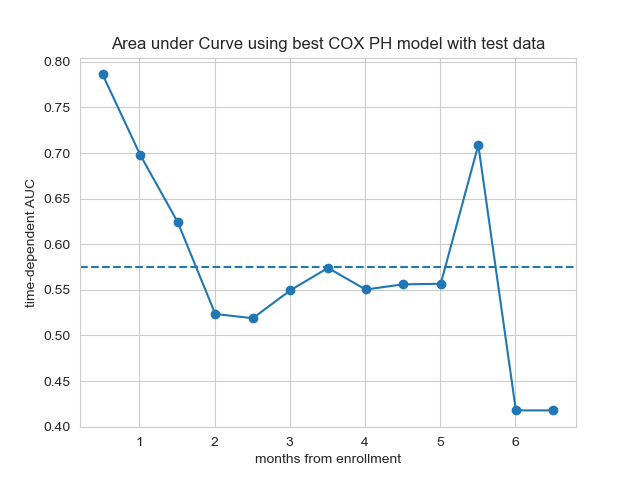 Area under Curve using best COX PH model with test data
time-dependent AUC
0.80
0.75
0.70
0.65
0.60
0.55
0.50
0.45
0.40
1 2 3 4 5 6
months from enrollment